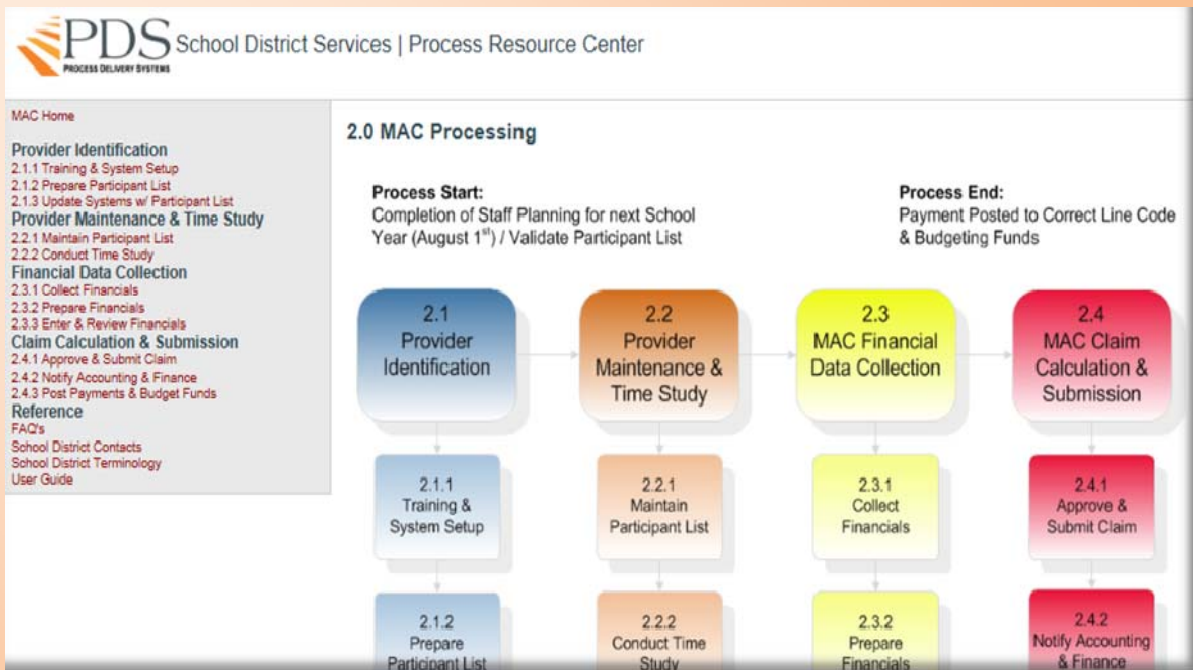 PDS School District Services | Process Resource Center
PROCESS DELIVERY SYSTEMS
MAC Home
Provider Identification
2.1.1 Training & System Setup
2.1.2 Prepare Participant List
2.1.3 Update Systems w/ Participant List
Provider Maintenance & Time Study
2.2.1 Maintain Participant List
2.2.2 Conduct Time Study
Financial Data Collection
2.3.1 Collect Financials
2.3.2 Prepare Financials
2.3.3 Enter & Review Financials
Claim Calculation & Submission
2.4.1 Approve & Submit Claim
2.4.2 Notify Accounting & Finance
2.4.3 Post Payments & Budget Funds
Reference
FAQ's
School District Contacts
School District Terminology
User Guide
2.0 MAC Processing
Process Start:
Completion of Staff Planning for next School
Year (August 1st) / Validate Participant List
Process End:
Payment Posted to Correct Line Code
& Budgeting Funds
2.1
Provider
Identification
2.2
Provider
Maintenance &
Time Study
2.3
MAC Financial
Data Collection
2.4
MAC Claim
Calculation &
Submission
2.1.1
Training &
System Setup
2.2.1
Maintain
Participant List
2.3.1
Collect
Financials
2.4.1
Approve &
Submit Claim
2.1.2
Prepare
Participant List
2.2.2
Conduct Time
Study
2.3.2
Prepare
Financials
2.4.2
Notify Accounting
& Finance